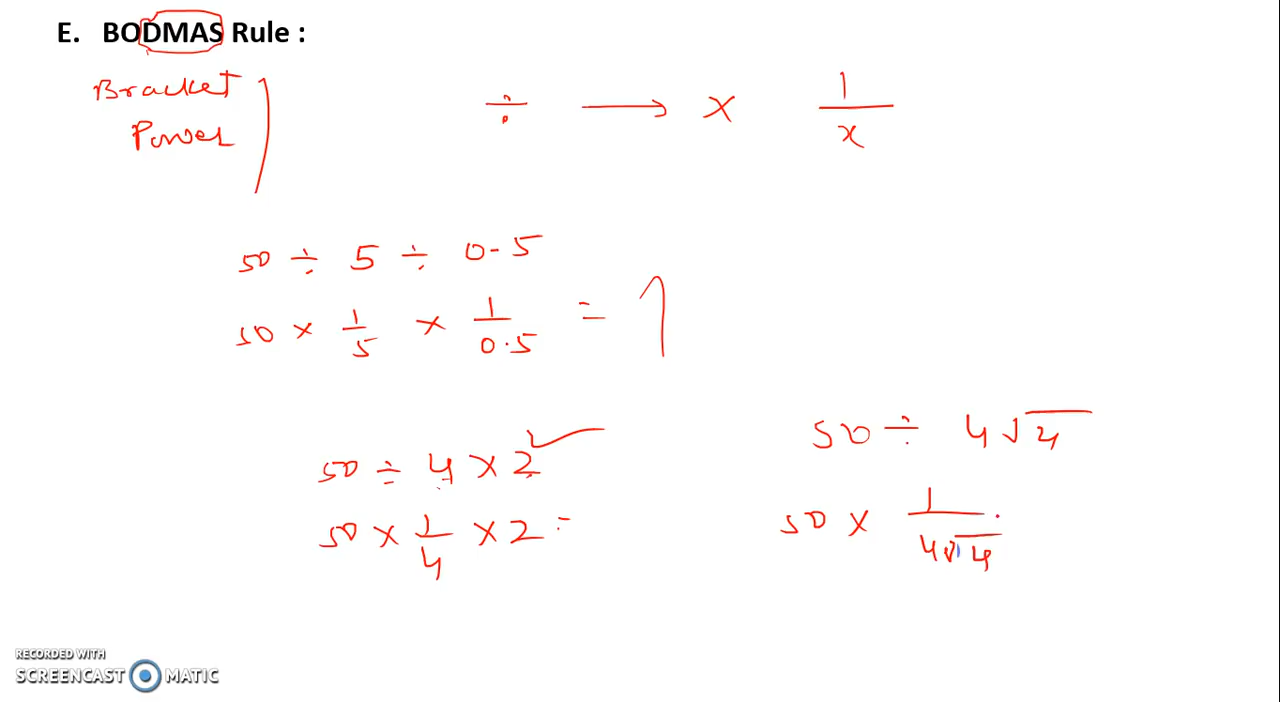 E. BODMAS Rule :
Bracket
Power
÷ → × 1/x
50 ÷ 5 ÷ 0.5
50 × 1/5 × 1/0.5 =
50 ÷ 4 × 2
50 × 1/4 × 2 =
50 ÷ 4√4
50 × 1/4√4
RECORDED WITH
SCREENCAST MATIC